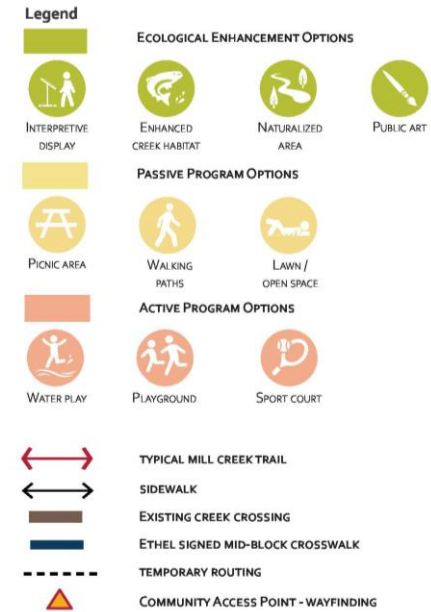 Legend
ECOLOGICAL ENHANCEMENT OPTIONS
INTERPRETIVE
DISPLAY
ENHANCED
CREEK HABITAT
NATURALIZED
AREA
PUBLIC ART
PASSIVE PROGRAM OPTIONS
PICNIC AREA
WALKING
PATHS
LAWN /
OPEN SPACE
ACTIVE PROGRAM OPTIONS
WATER PLAY
PLAYGROUND
SPORT COURT
TYPICAL MILL CREEK TRAIL
SIDEWALK
EXISTING CREEK CROSSING
ETHEL SIGNED MID-BLOCK CROSSWALK
TEMPORARY ROUTING
COMMUNITY ACCESS POINT - WAYFINDING